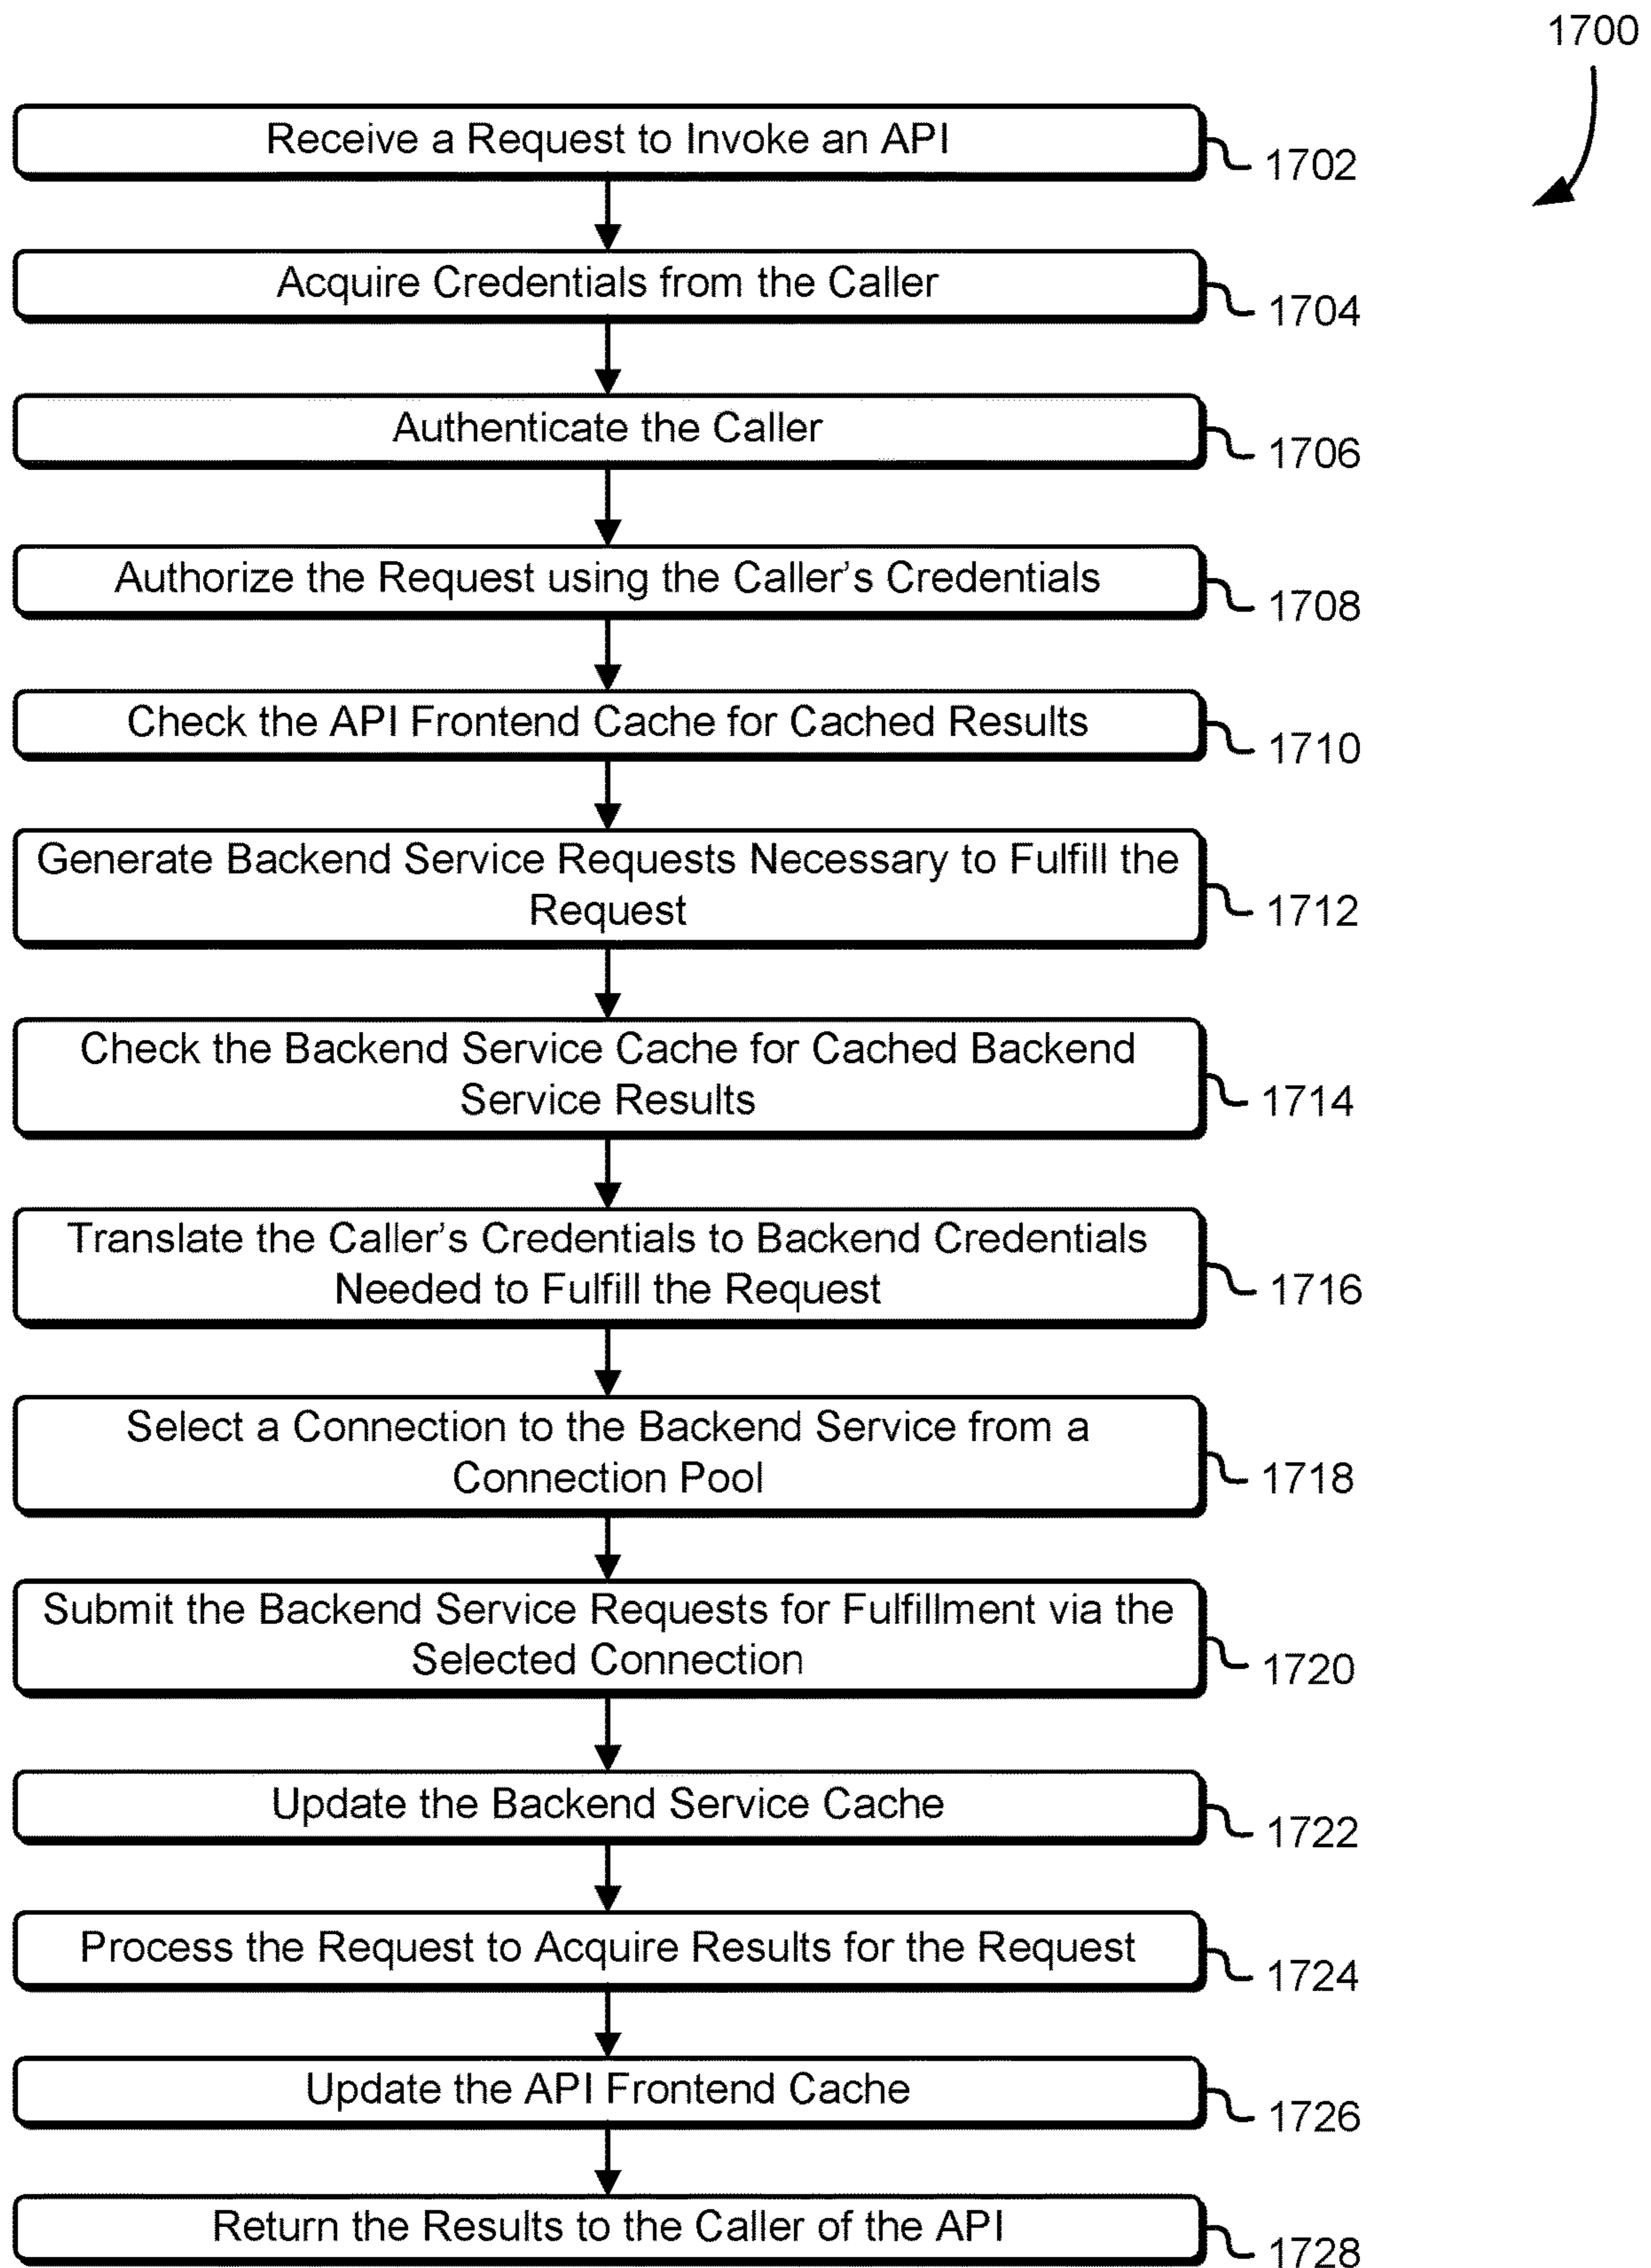 1700
Receive a Request to Invoke an API
1702
Acquire Credentials from the Caller
1704
Authenticate the Caller
1706
Authorize the Request using the Caller's Credentials
1708
Check the API Frontend Cache for Cached Results
1710
Generate Backend Service Requests Necessary to Fulfill the
Request
1712
Check the Backend Service Cache for Cached Backend
Service Results
1714
Translate the Caller's Credentials to Backend Credentials
Needed to Fulfill the Request
1716
Select a Connection to the Backend Service from a
Connection Pool
1718
Submit the Backend Service Requests for Fulfillment via the
Selected Connection
1720
Update the Backend Service Cache
1722
Process the Request to Acquire Results for the Request
1724
Update the API Frontend Cache
1726
Return the Results to the Caller of the API
1728